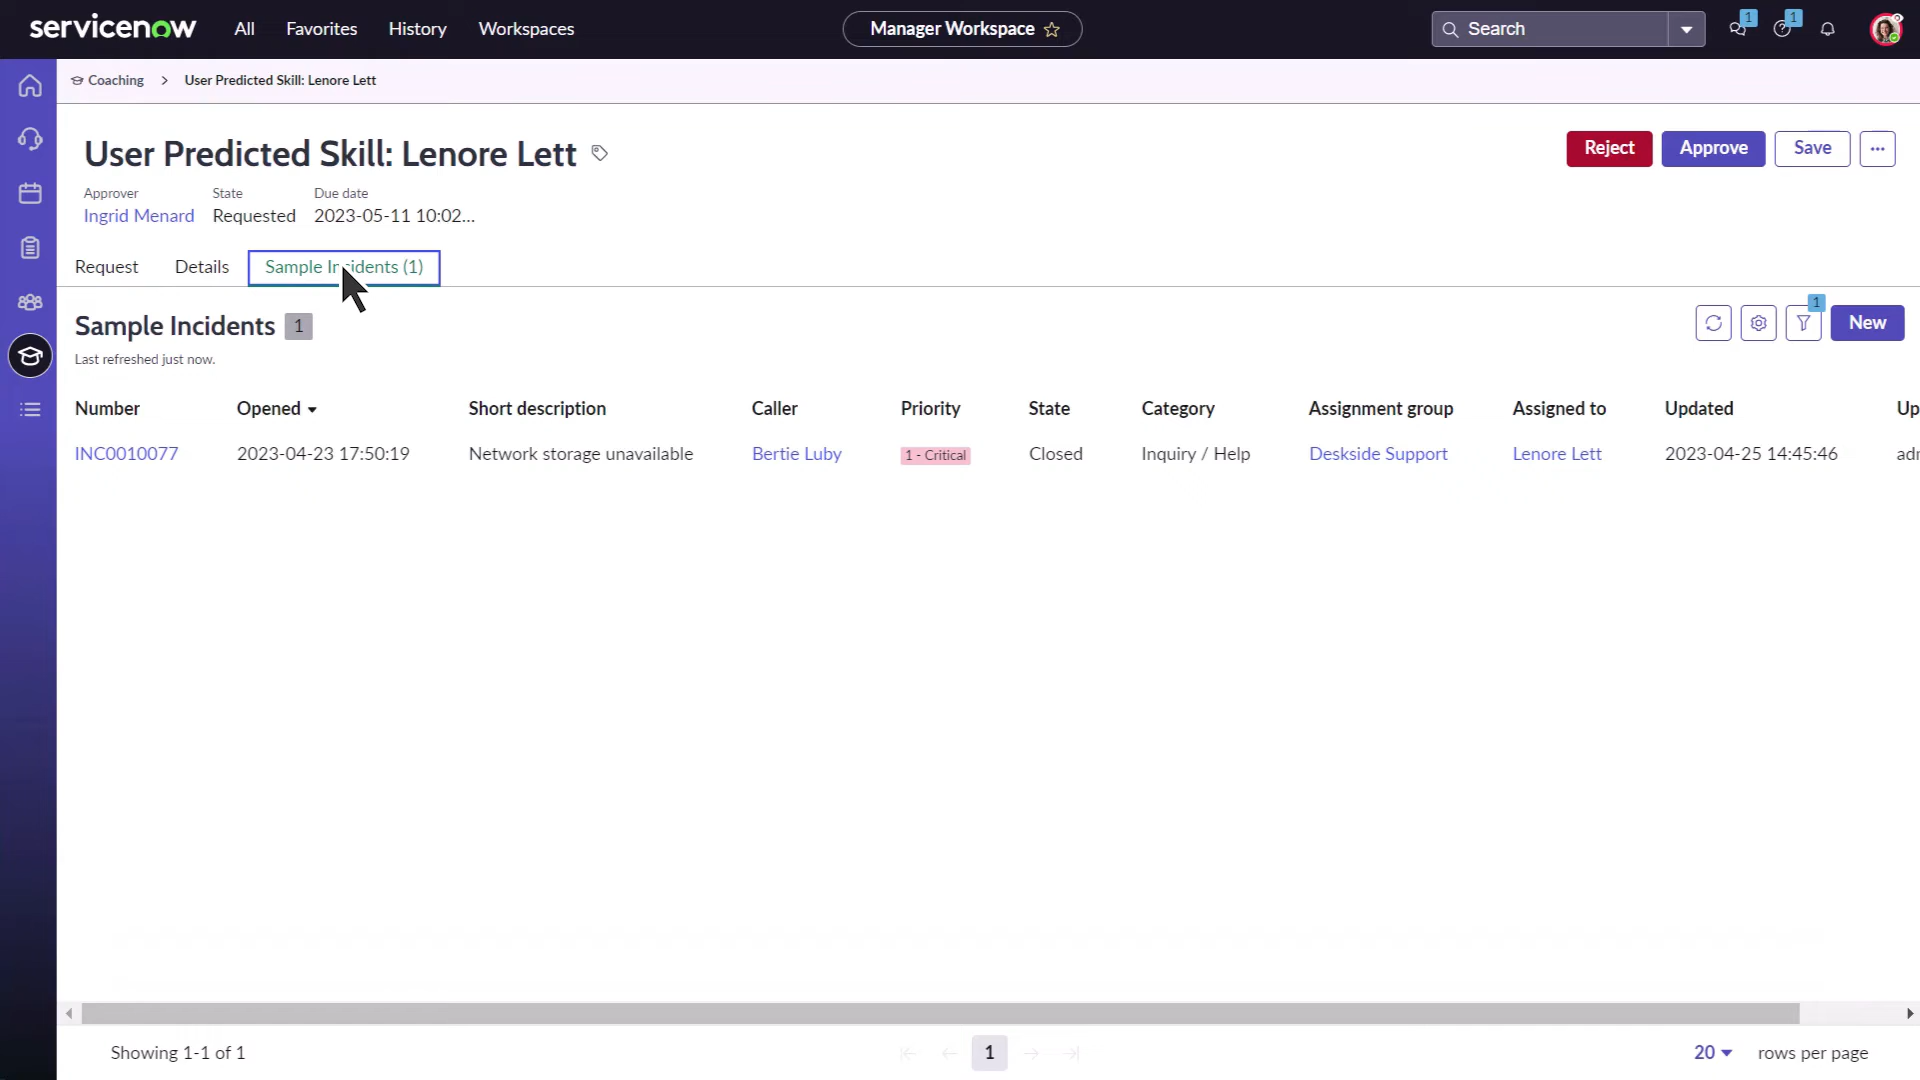 servicenow All Favorites History Workspaces Manager Workspace Search 1 1
Coaching > User Predicted Skill: Lenore Lett
User Predicted Skill: Lenore Lett
Reject Approve Save ...
Approver State Due date
Ingrid Menard Requested 2023-05-11 10:02...
Request Details Sample Incidents (1)
Sample Incidents 1
1 New
Last refreshed just now.
Number Opened Short description Caller Priority State Category Assignment group Assigned to Updated Up
INC0010077 2023-04-23 17:50:19 Network storage unavailable Bertie Luby 1 - Critical Closed Inquiry / Help Deskside Support Lenore Lett 2023-04-25 14:45:46 adr
Showing 1-1 of 1 1 20 rows per page